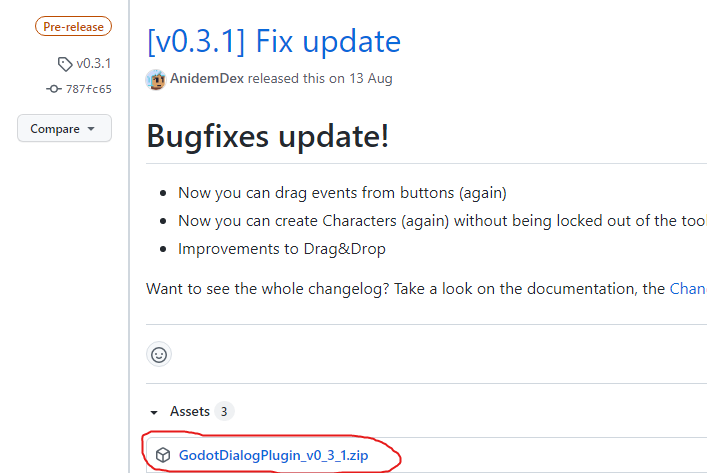 Pre-release
v0.3.1
787fc65
Compare
[v0.3.1] Fix update
AnidemDex released this on 13 Aug
Bugfixes update!
Now you can drag events from buttons (again)
Now you can create Characters (again) without being locked out of the tool
Improvements to Drag&Drop
Want to see the whole changelog? Take a look on the documentation, the Chan
Assets 3
GodotDialogPlugin_v0_3_1.zip